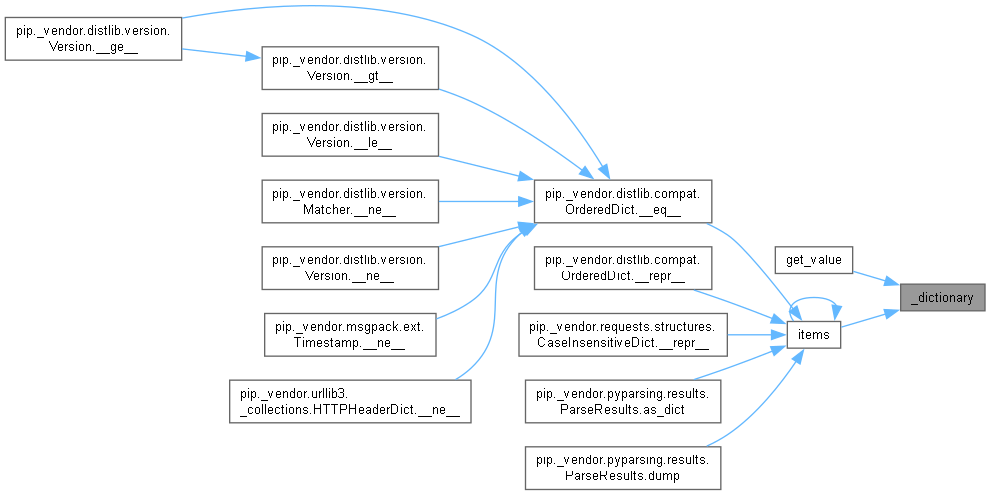 pip._vendor.distlib.version.
Version.__ge__
pip._vendor.distlib.version.
Version.__gt__
pip._vendor.distlib.version.
Version.__le__
pip._vendor.distlib.version.
Matcher.__ne__
pip._vendor.distlib.version.
Version.__ne__
pip._vendor.msgpack.ext.
Timestamp.__ne__
pip._vendor.urllib3.
_collections.HTTPHeaderDict.__ne__
pip._vendor.distlib.compat.
OrderedDict.__eq__
pip._vendor.distlib.compat.
OrderedDict.__repr__
pip._vendor.requests.structures.
CaseInsensitiveDict.__repr__
pip._vendor.pyparsing.results.
ParseResults.as_dict
pip._vendor.pyparsing.results.
ParseResults.dump
get_value
items
_dictionary